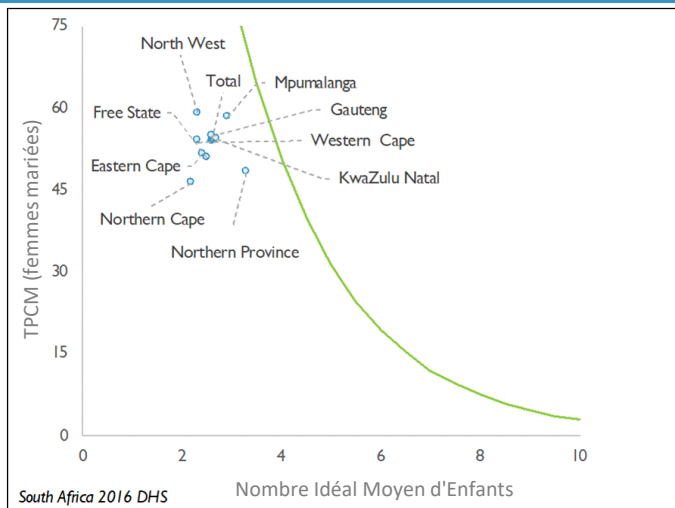 75
60
45
30
15
0
TPCM (femmes mariées)
North West
Total
Mpumalanga
Free State
Gauteng
Western Cape
Eastern Cape
KwaZulu Natal
Northern Cape
Northern Province
0 2 4 6 8 10
Nombre Idéal Moyen d'Enfants
South Africa 2016 DHS